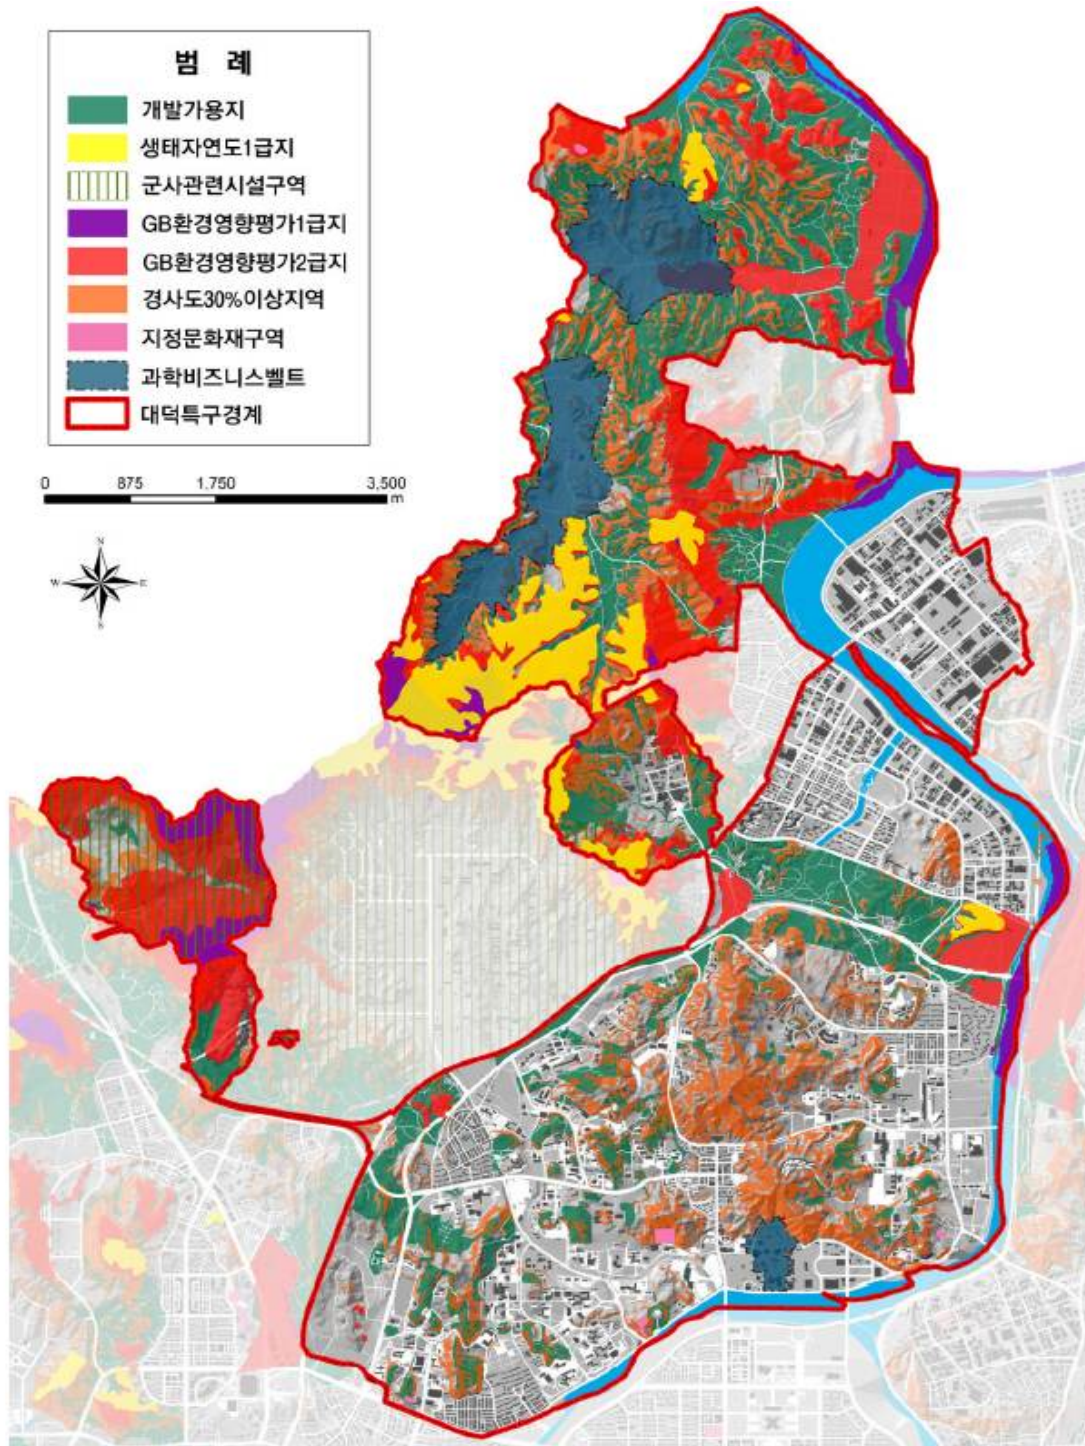 범 례
개발가용지
생태자연도1급지
군사관련시설구역
GB환경영향평가1급지
GB환경영향평가2급지
경사도30%이상지역
지정문화재구역
과학비즈니스벨트
대덕특구경계
0 875 1,750 3,500
m
N
W E
S